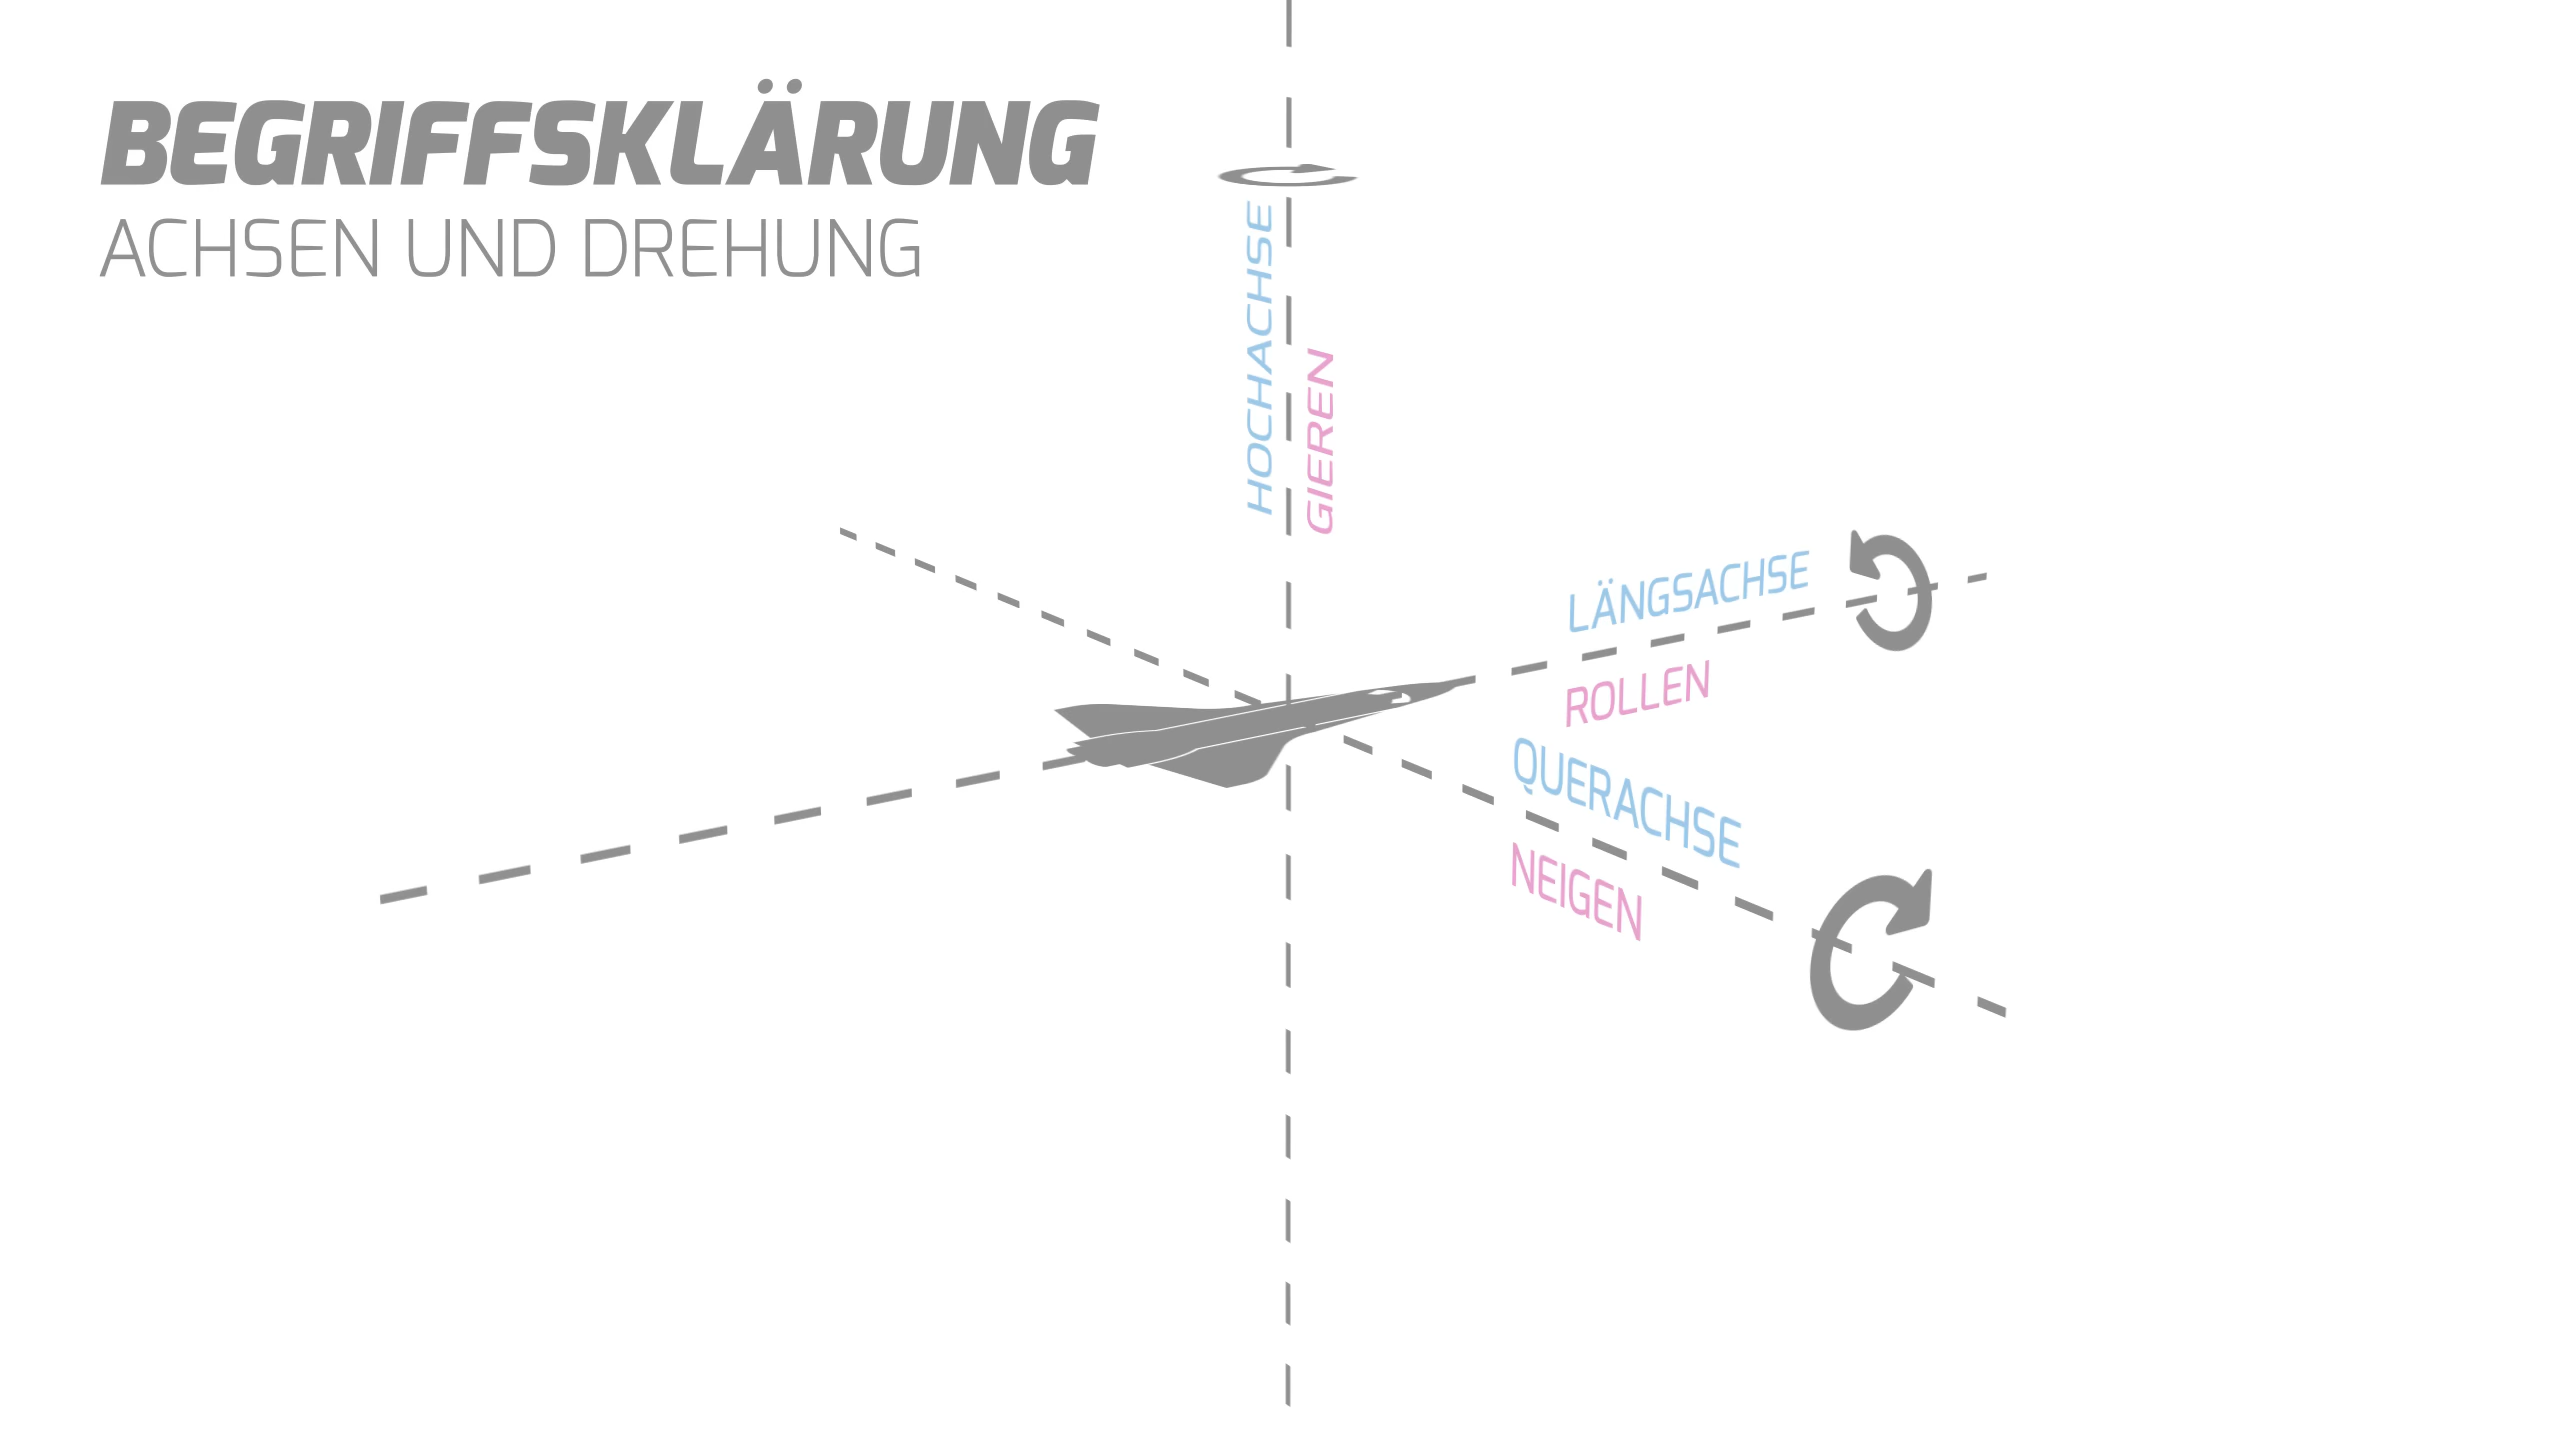 BEGRIFFSKLÄRUNG
ACHSEN UND DREHUNG
HOCHACHSE
GIEREN
LÄNGSACHSE
ROLLEN
QUERACHSE
NEIGEN